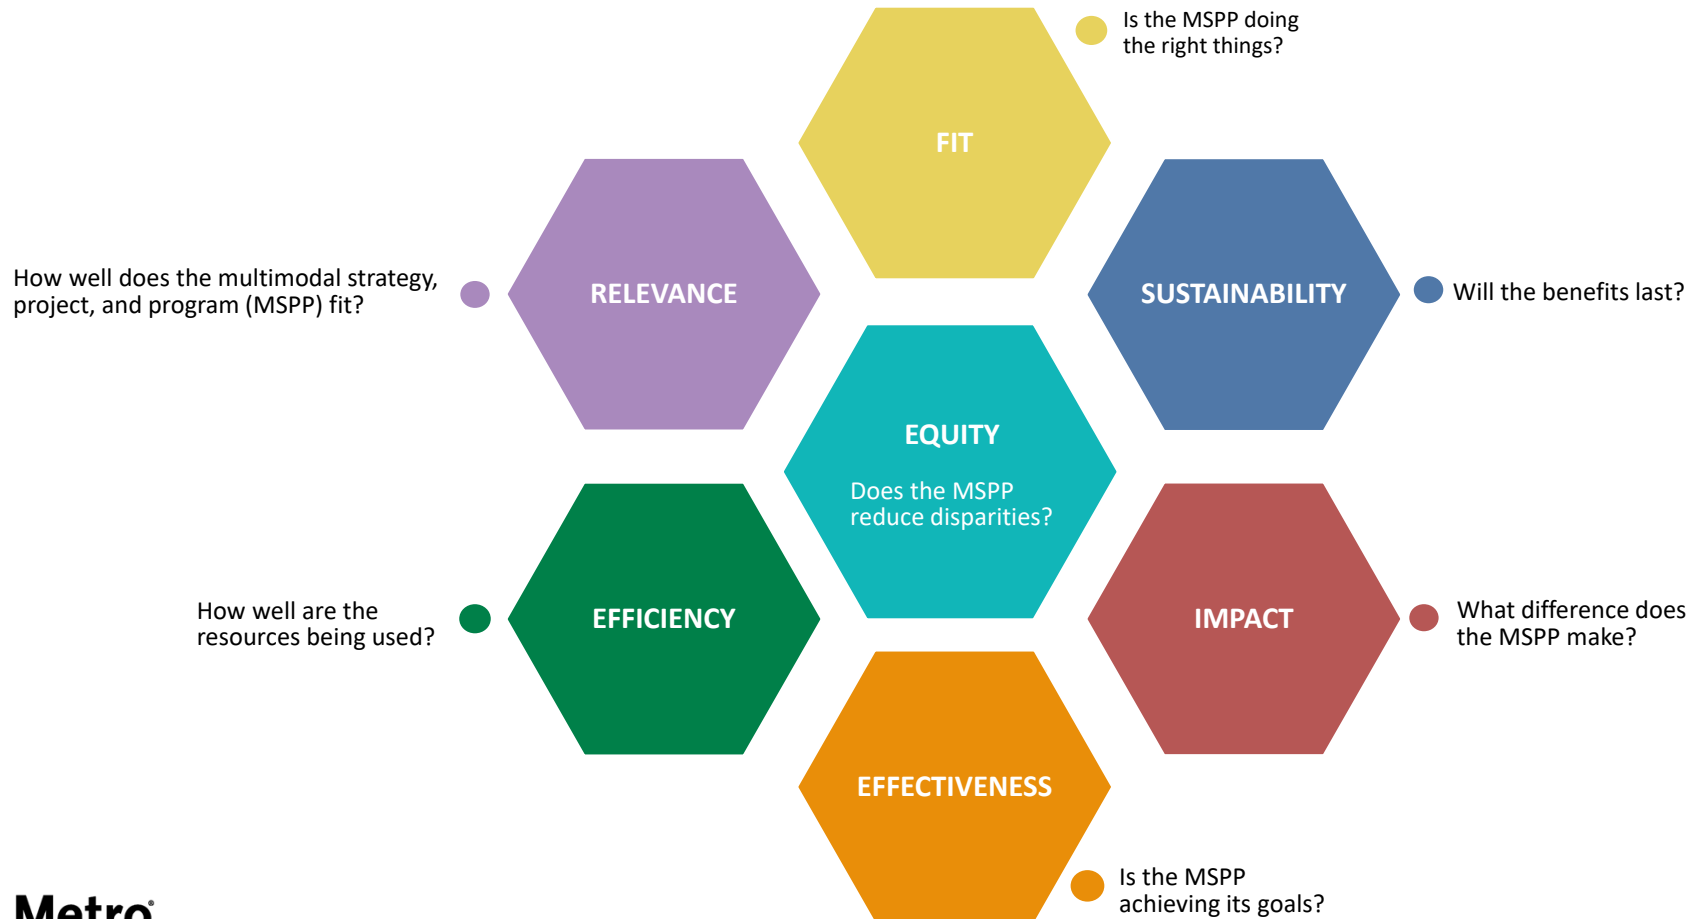 Is the MSPP doing
the right things?
FIT
How well does the multimodal strategy,
project, and program (MSPP) fit?
RELEVANCE
SUSTAINABILITY
Will the benefits last?
EQUITY
Does the MSPP
reduce disparities?
How well are the
resources being used?
EFFICIENCY
IMPACT
What difference does
the MSPP make?
EFFECTIVENESS
Is the MSPP
achieving its goals?
Metro